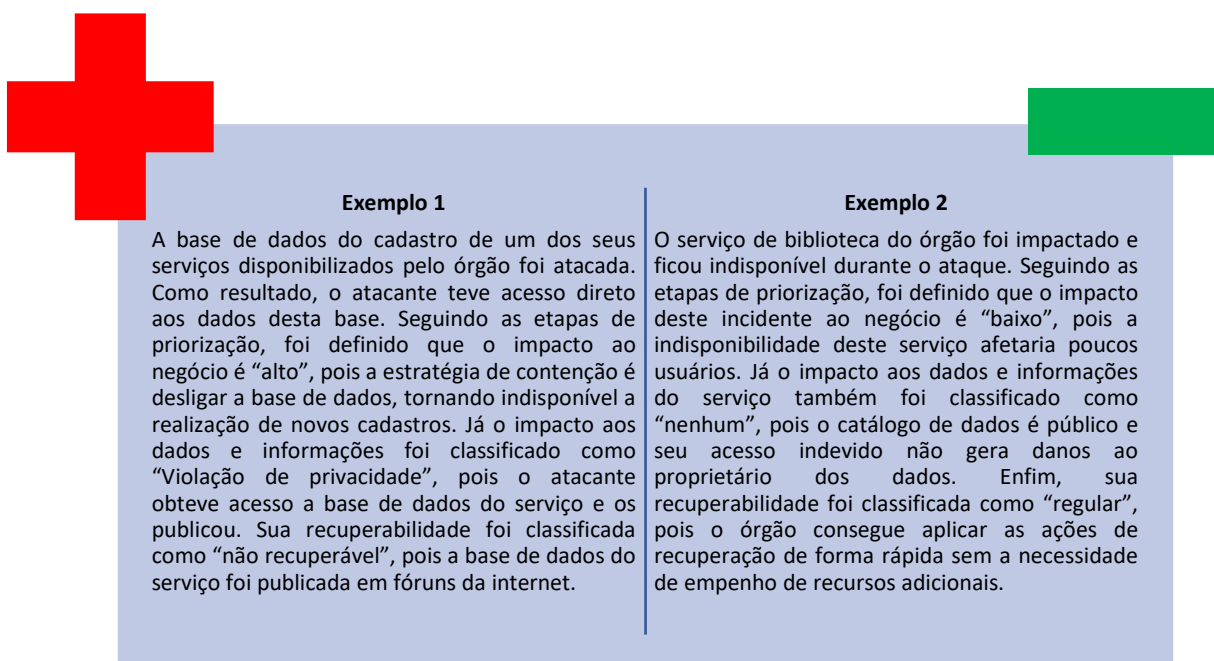 Exemplo 1
A base de dados do cadastro de um dos seus
serviços disponibilizados pelo órgão foi atacada.
Como resultado, o atacante teve acesso direto
aos dados desta base. Seguindo as etapas de
priorização, foi definido que o impacto ao
negócio é “alto”, pois a estratégia de contenção é
desligar a base de dados, tornando indisponível a
realização de novos cadastros. Já o impacto aos
dados e informações foi classificado como
“Violação de privacidade”, pois o atacante
obteve acesso a base de dados do serviço e os
publicou. Sua recuperabilidade foi classificada
como “não recuperável”, pois a base de dados do
serviço foi publicada em fóruns da internet.
Exemplo 2
O serviço de biblioteca do órgão foi impactado e
ficou indisponível durante o ataque. Seguindo as
etapas de priorização, foi definido que o impacto
deste incidente ao negócio é “baixo”, pois a
indisponibilidade deste serviço afetaria poucos
usuários. Já o impacto aos dados e informações
do serviço também foi classificado como
“nenhum”, pois o catálogo de dados é público e
seu acesso indevido não gera danos ao
proprietário dos dados. Enfim, sua
recuperabilidade foi classificada como “regular”,
pois o órgão consegue aplicar as ações de
recuperação de forma rápida sem a necessidade
de empenho de recursos adicionais.